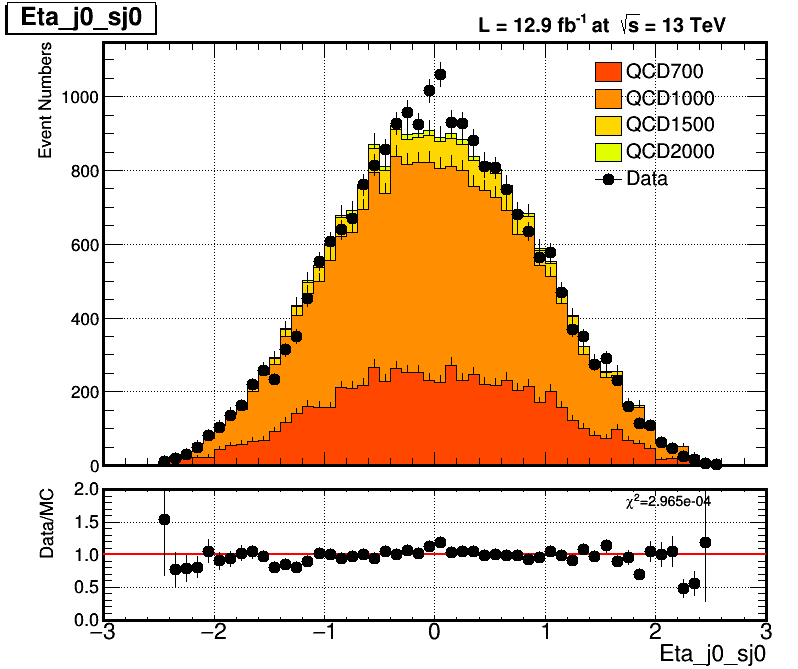 Eta_j0_sj0
L = 12.9 fb-1 at √s = 13 TeV
Event Numbers
1000
800
600
400
200
0
QCD700
QCD1000
QCD1500
QCD2000
Data
Data/MC
2.0
1.5
1.0
0.5
0.0
χ2=2.965e-04
−3 −2 −1 0 1 2 3
Eta_j0_sj0